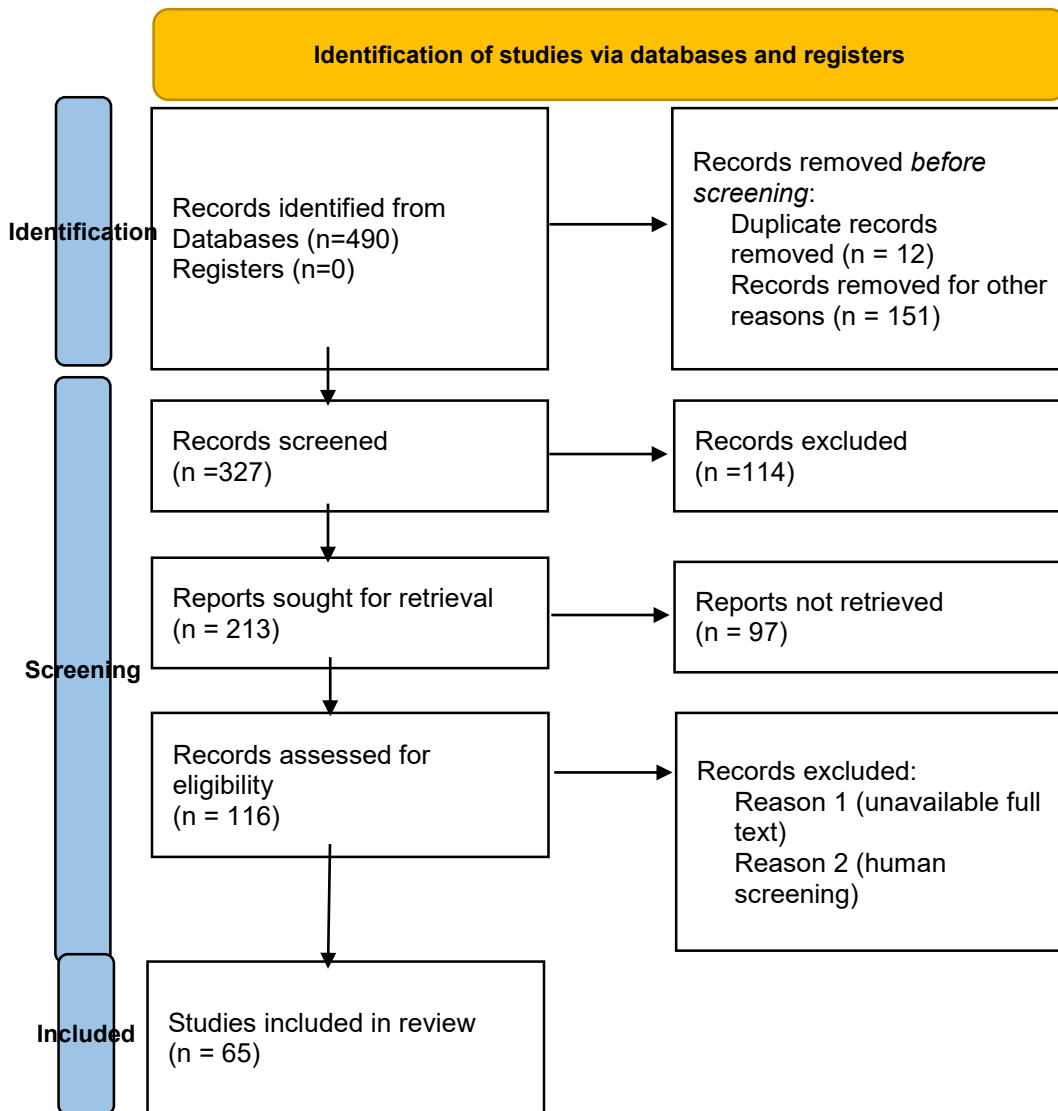 Identification of studies via databases and registers
Identification
Records identified from
Databases (n=490)
Registers (n=0)
Records removed before
screening:
Duplicate records
removed (n = 12)
Records removed for other
reasons (n = 151)
Screening
Records screened
(n =327)
Records excluded
(n =114)
Reports sought for retrieval
(n = 213)
Reports not retrieved
(n = 97)
Records assessed for
eligibility
(n = 116)
Records excluded:
Reason 1 (unavailable full
text)
Reason 2 (human
screening)
Included
Studies included in review
(n = 65)